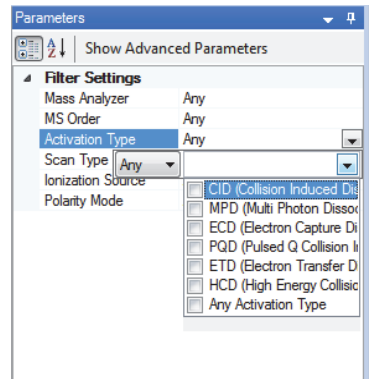 Parameters
Show Advanced Parameters
Filter Settings
Mass Analyzer Any
MS Order Any
Activation Type Any
Scan Type Any
Ionization Source
Polarity Mode
CID (Collision Induced Dis
MPD (Multi Photon Dissoc
ECD (Electron Capture Di
PQD (Pulsed Q Collision I
ETD (Electron Transfer D
HCD (High Energy Collisic
Any Activation Type